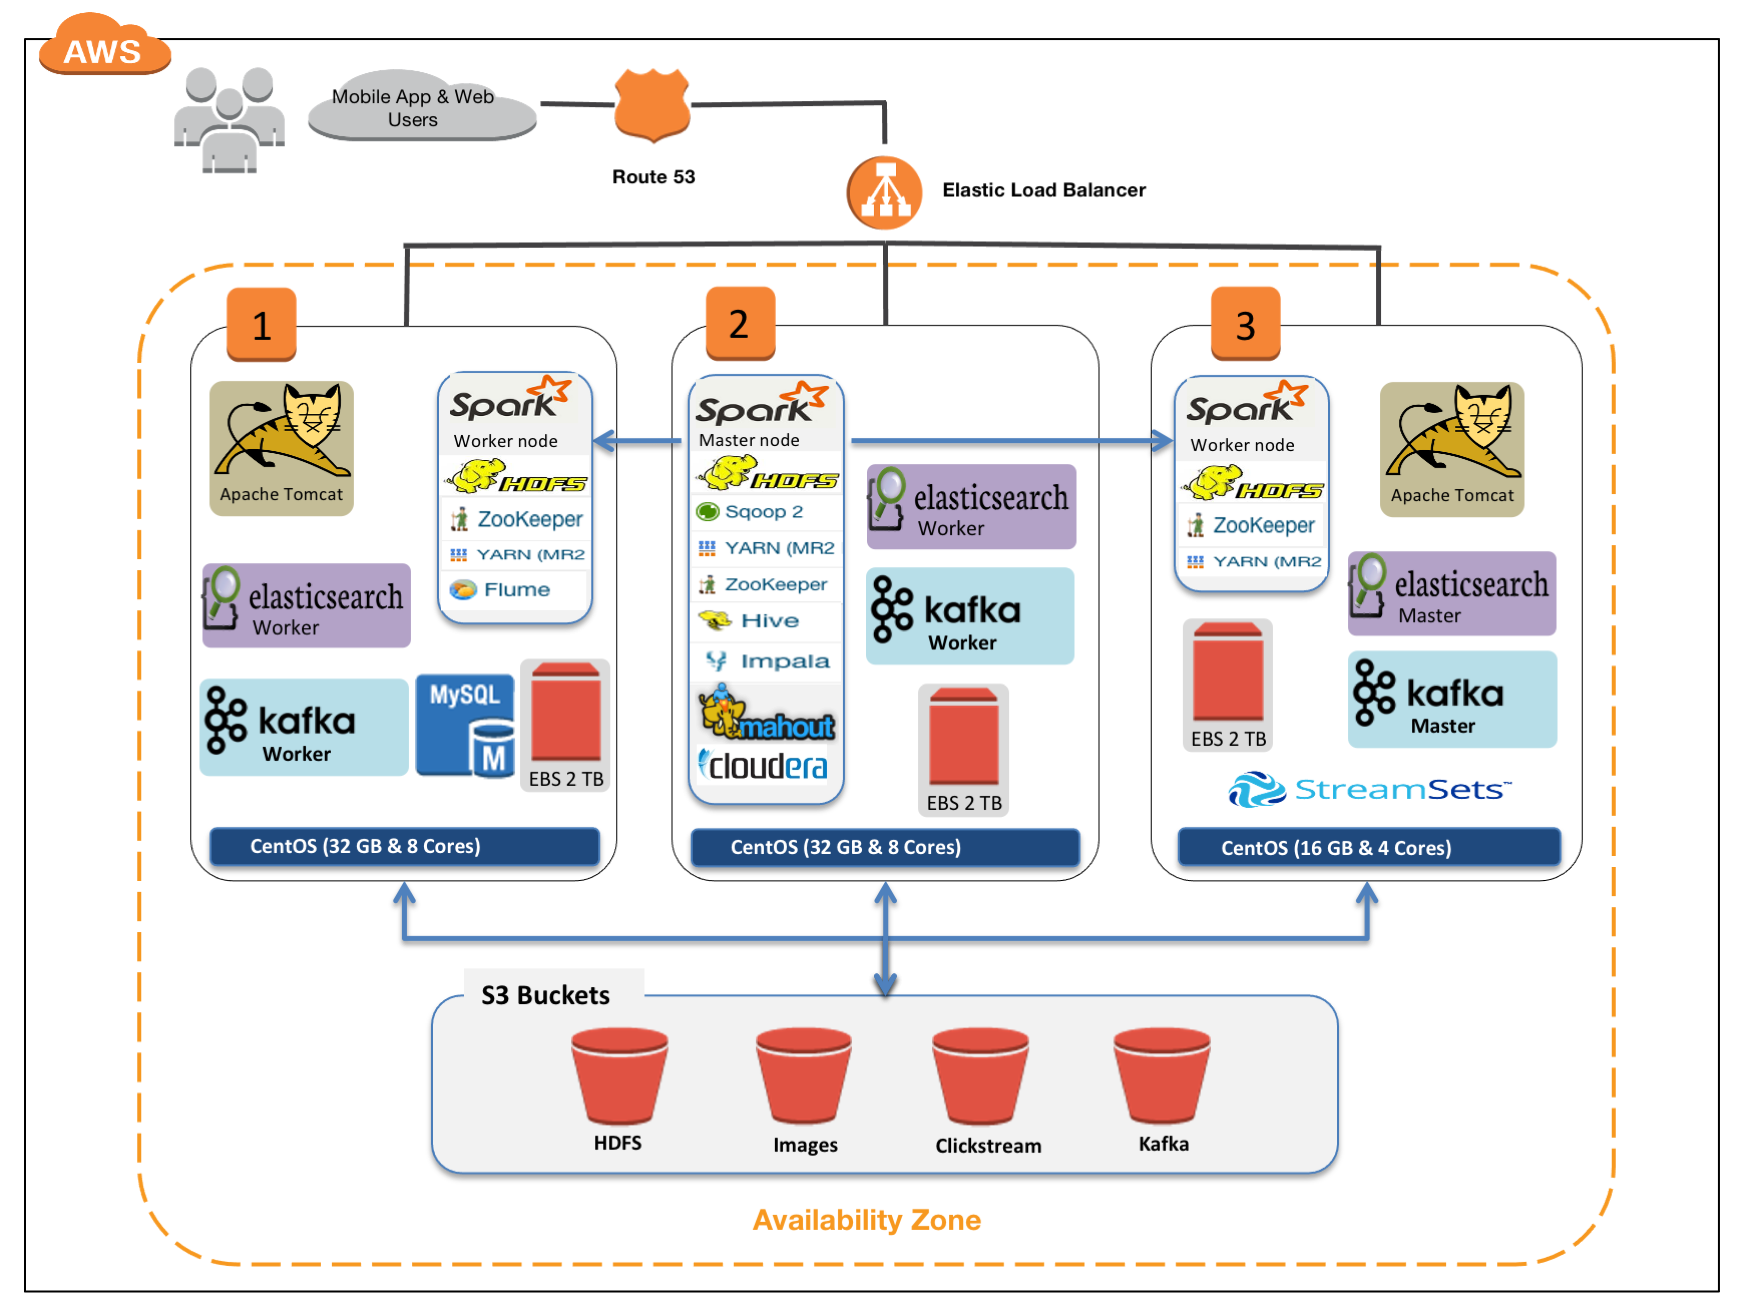 AWS
Mobile App & Web
Users
Route 53
Elastic Load Balancer
1
Apache Tomcat
Spark
Worker node
HDFS
ZooKeeper
YARN (MR2
Flume
elasticsearch
Worker
kafka
Worker
MySQL
M
EBS 2 TB
CentOS (32 GB & 8 Cores)
2
Spark
Master node
HDFS
Sqoop 2
YARN (MR2
ZooKeeper
Hive
Impala
mahout
cloudera
elasticsearch
Worker
kafka
Worker
EBS 2 TB
CentOS (32 GB & 8 Cores)
3
Spark
Worker node
HDFS
ZooKeeper
YARN (MR2
Apache Tomcat
elasticsearch
Master
EBS 2 TB
kafka
Master
StreamSets™
CentOS (16 GB & 4 Cores)
S3 Buckets
HDFS
Images
Clickstream
Kafka
Availability Zone